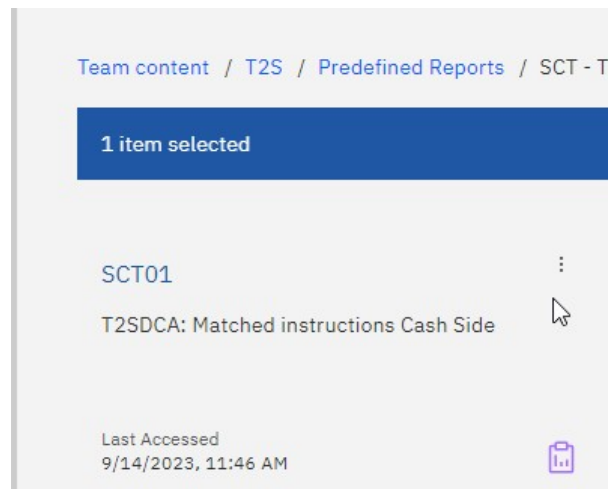 Team content / T2S / Predefined Reports / SCT - T
1 item selected
SCT01
T2SDCA: Matched instructions Cash Side
Last Accessed
9/14/2023, 11:46 AM